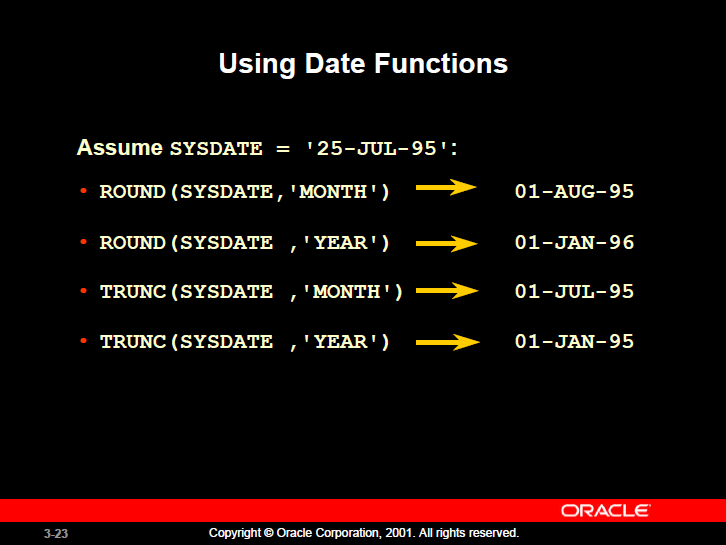 Using Date Functions
Assume SYSDATE = '25-JUL-95':
• ROUND(SYSDATE,'MONTH') 01-AUG-95
• ROUND(SYSDATE ,'YEAR') 01-JAN-96
• TRUNC(SYSDATE ,'MONTH') 01-JUL-95
• TRUNC(SYSDATE ,'YEAR') 01-JAN-95
ORACLE
3-23 Copyright © Oracle Corporation, 2001. All rights reserved.